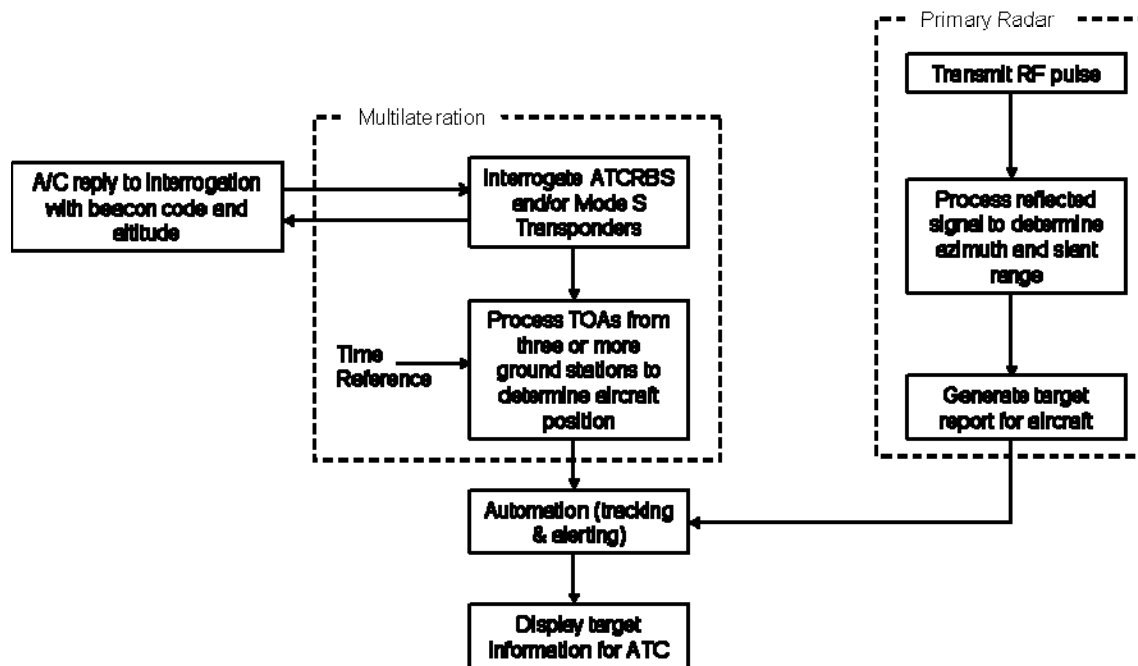 Primary Radar
Transmit RF pulse
Multilateration
A/C reply to interrogation
with beacon code and
altitude
Interrogate ATCRBS
and/or Mode S
Transponders
Process reflected
signal to determine
azimuth and slant
range
Time
Reference
Process TOAs from
three or more
ground stations to
determine aircraft
position
Generate target
report for aircraft
Automation (tracking
& alerting)
Display target
information for ATC